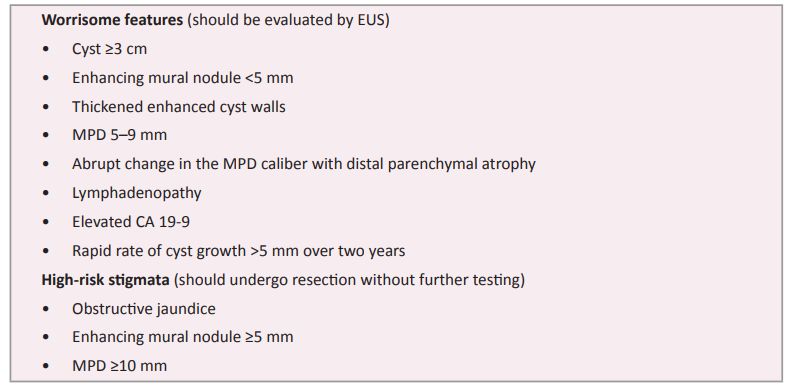 Worrisome features (should be evaluated by EUS)
• Cyst ≥3 cm
• Enhancing mural nodule <5 mm
• Thickened enhanced cyst walls
• MPD 5–9 mm
• Abrupt change in the MPD caliber with distal parenchymal atrophy
• Lymphadenopathy
• Elevated CA 19-9
• Rapid rate of cyst growth >5 mm over two years
High-risk stigmata (should undergo resection without further testing)
• Obstructive jaundice
• Enhancing mural nodule ≥5 mm
• MPD ≥10 mm